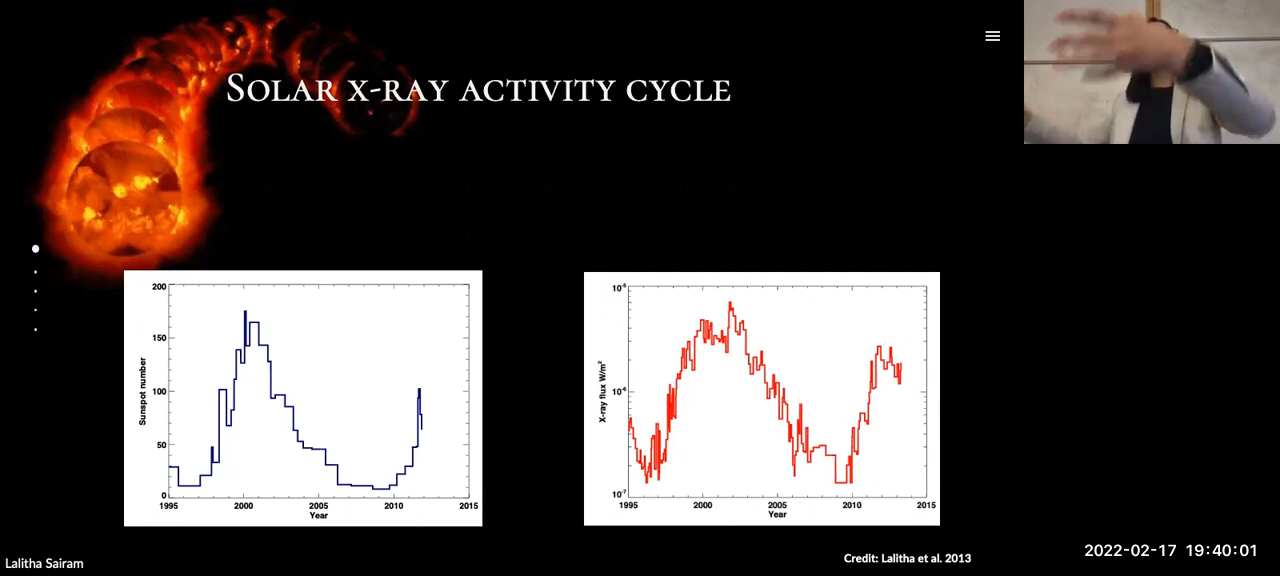 Solar x-ray activity cycle
200
150
100
50
0
Sunspot number
1995 2000 2005 2010 2015
Year
10⁻⁵
10⁻⁶
10⁻⁷
X-ray flux W/m²
1995 2000 2005 2010 2015
Year
Credit: Lalitha et al. 2013
2022-02-17 19:40:01
Lalitha Sairam